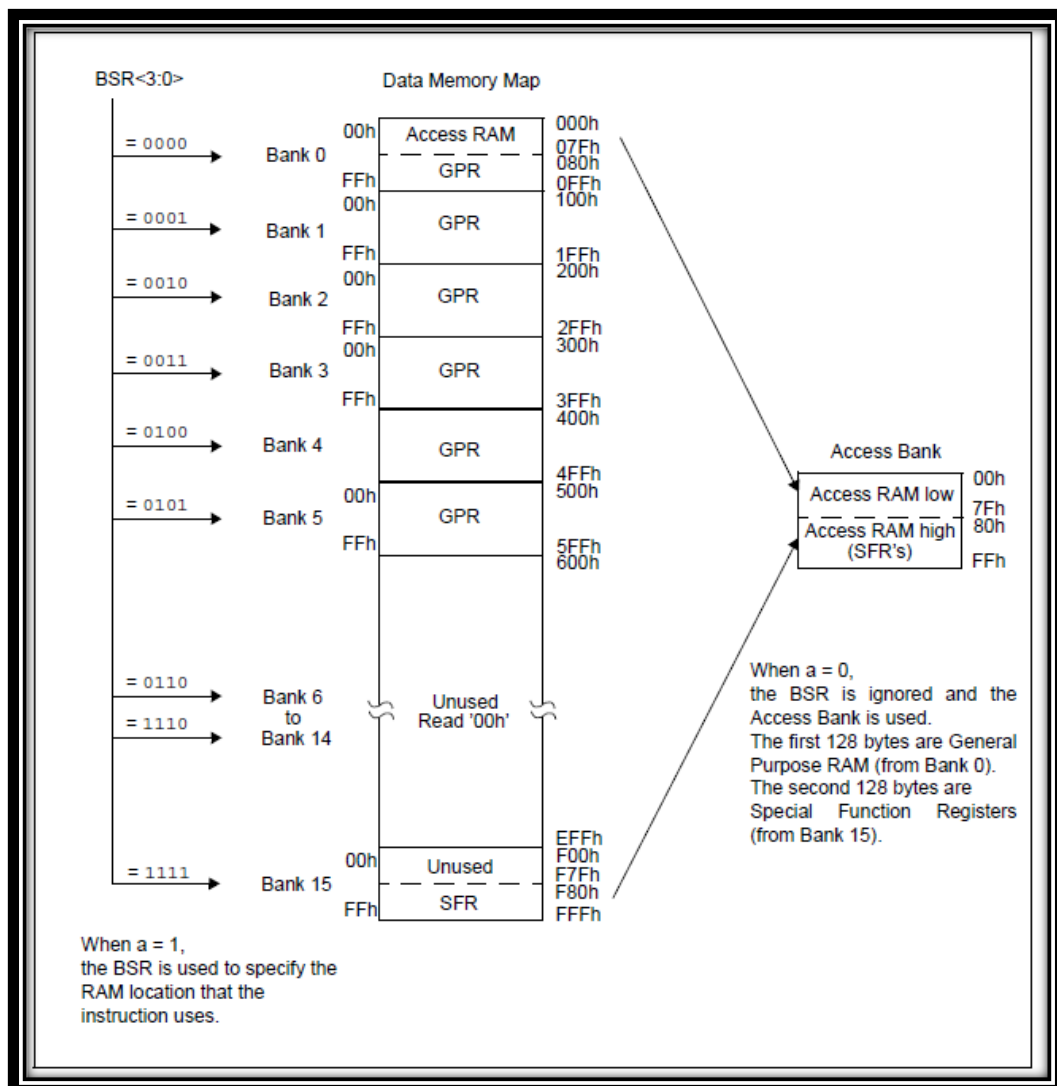 BSR<3:0>
Data Memory Map
= 0000
Bank 0
00h
Access RAM
000h
07Fh
080h
GPR
FFh
0FFh
= 0001
Bank 1
00h
GPR
100h
FFh
1FFh
= 0010
Bank 2
00h
GPR
200h
FFh
2FFh
= 0011
Bank 3
00h
GPR
300h
FFh
3FFh
= 0100
Bank 4
GPR
400h
4FFh
= 0101
Bank 5
00h
GPR
500h
FFh
5FFh
600h
= 0110
= 1110
Bank 6
to
Bank 14
Unused
Read '00h'
EFFh
= 1111
Bank 15
00h
Unused
F00h
F7Fh
F80h
FFh
SFR
FFFh
When a = 1,
the BSR is used to specify the
RAM location that the
instruction uses.
Access Bank
00h
Access RAM low
7Fh
80h
Access RAM high
(SFR's)
FFh
When a = 0,
the BSR is ignored and the
Access Bank is used.
The first 128 bytes are General
Purpose RAM (from Bank 0).
The second 128 bytes are
Special Function Registers
(from Bank 15).